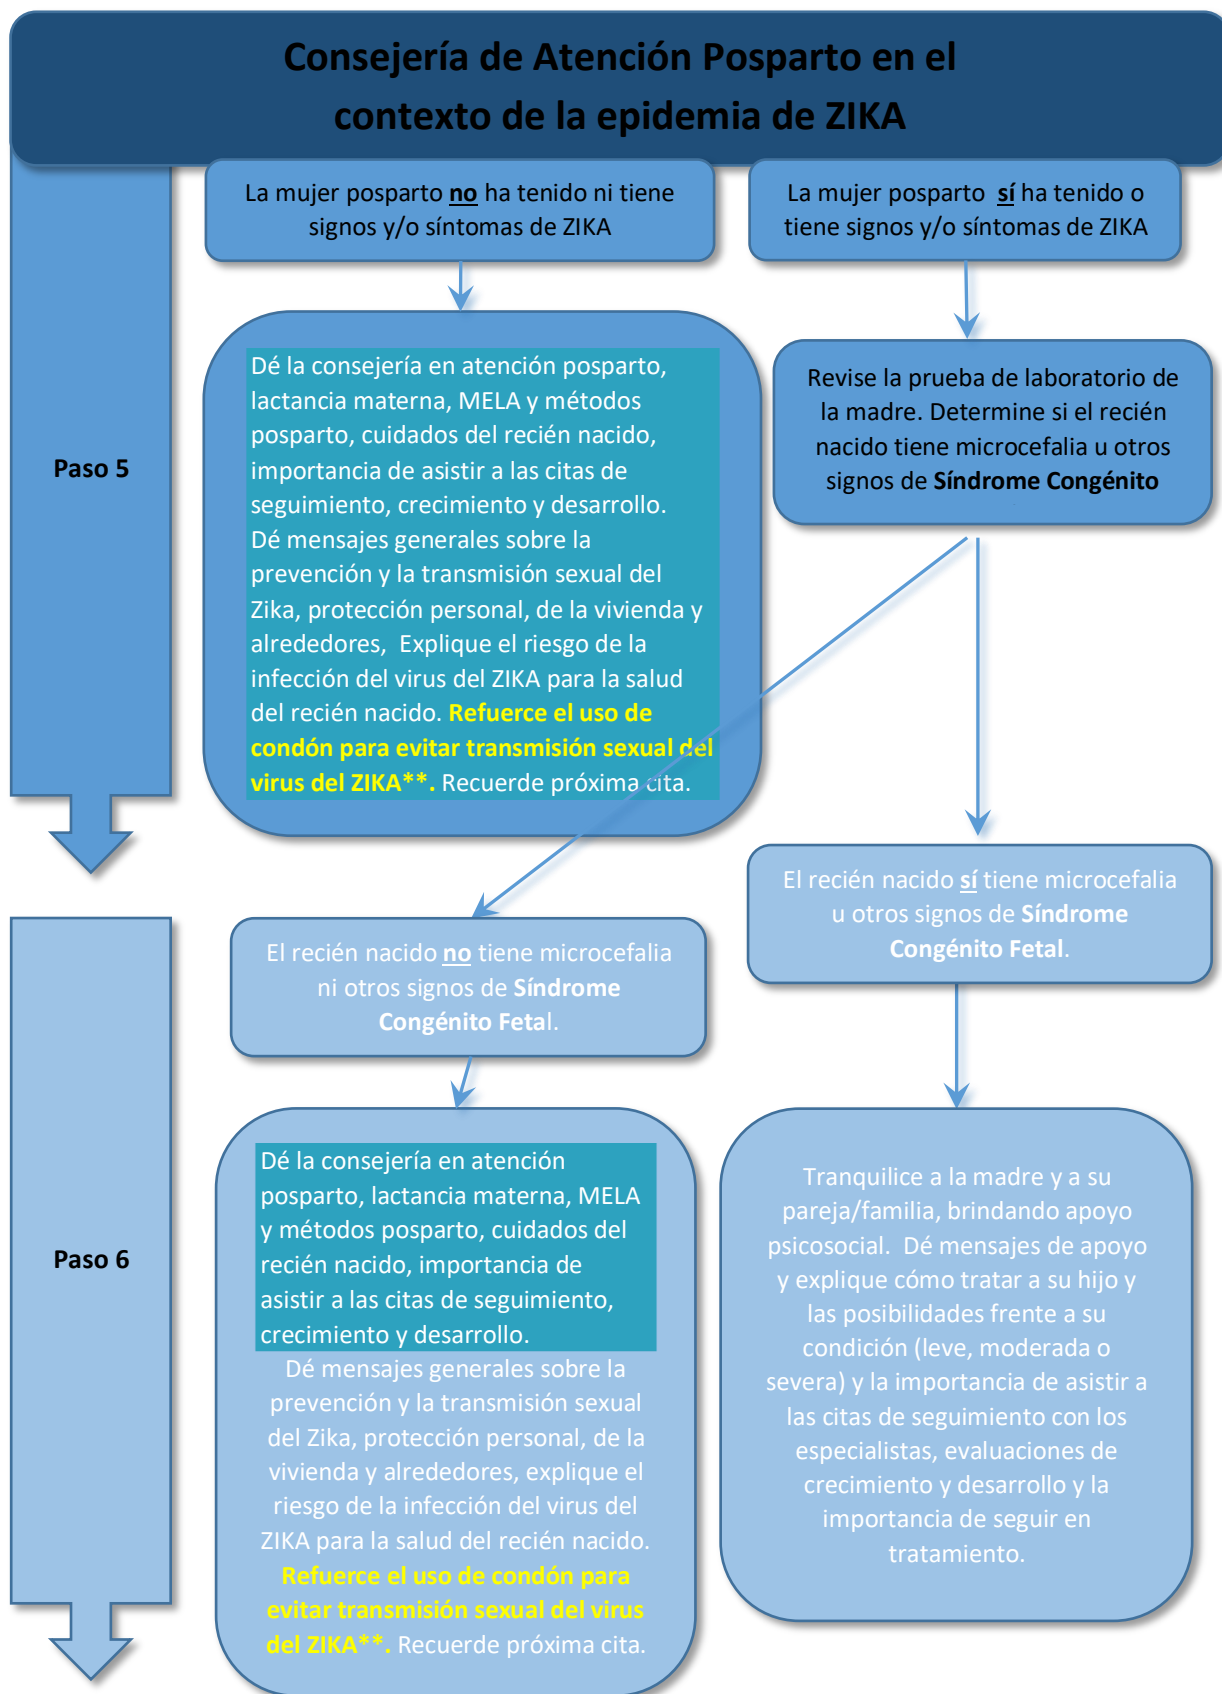 Consejería de Atención Posparto en el
contexto de la epidemia de ZIKA
La mujer posparto no ha tenido ni tiene
signos y/o síntomas de ZIKA
La mujer posparto sí ha tenido o
tiene signos y/o síntomas de ZIKA
Paso 5
Dé la consejería en atención posparto,
lactancia materna, MELA y métodos
posparto, cuidados del recién nacido,
importancia de asistir a las citas de
seguimiento, crecimiento y desarrollo.
Dé mensajes generales sobre la
prevención y la transmisión sexual del
Zika, protección personal, de la vivienda y
alrededores, Explique el riesgo de la
infección del virus del ZIKA para la salud
del recién nacido. Refuerce el uso de
condón para evitar transmisión sexual del
virus del ZIKA**. Recuerde próxima cita.
Revise la prueba de laboratorio de
la madre. Determine si el recién
nacido tiene microcefalia u otros
signos de Síndrome Congénito
El recién nacido sí tiene microcefalia
u otros signos de Síndrome
Congénito Fetal.
El recién nacido no tiene microcefalia
ni otros signos de Síndrome
Congénito Fetal.
Paso 6
Dé la consejería en atención
posparto, lactancia materna, MELA
y métodos posparto, cuidados del
recién nacido, importancia de
asistir a las citas de seguimiento,
crecimiento y desarrollo.
Dé mensajes generales sobre la
prevención y la transmisión sexual
del Zika, protección personal, de la
vivienda y alrededores, explique el
riesgo de la infección del virus del
ZIKA para la salud del recién nacido.
Refuerce el uso de condón para
evitar transmisión sexual del virus
del ZIKA**. Recuerde próxima cita.
Tranquilice a la madre y a su
pareja/familia, brindando apoyo
psicosocial. Dé mensajes de apoyo
y explique cómo tratar a su hijo y
las posibilidades frente a su
condición (leve, moderada o
severa) y la importancia de asistir a
las citas de seguimiento con los
especialistas, evaluaciones de
crecimiento y desarrollo y la
importancia de seguir en
tratamiento.